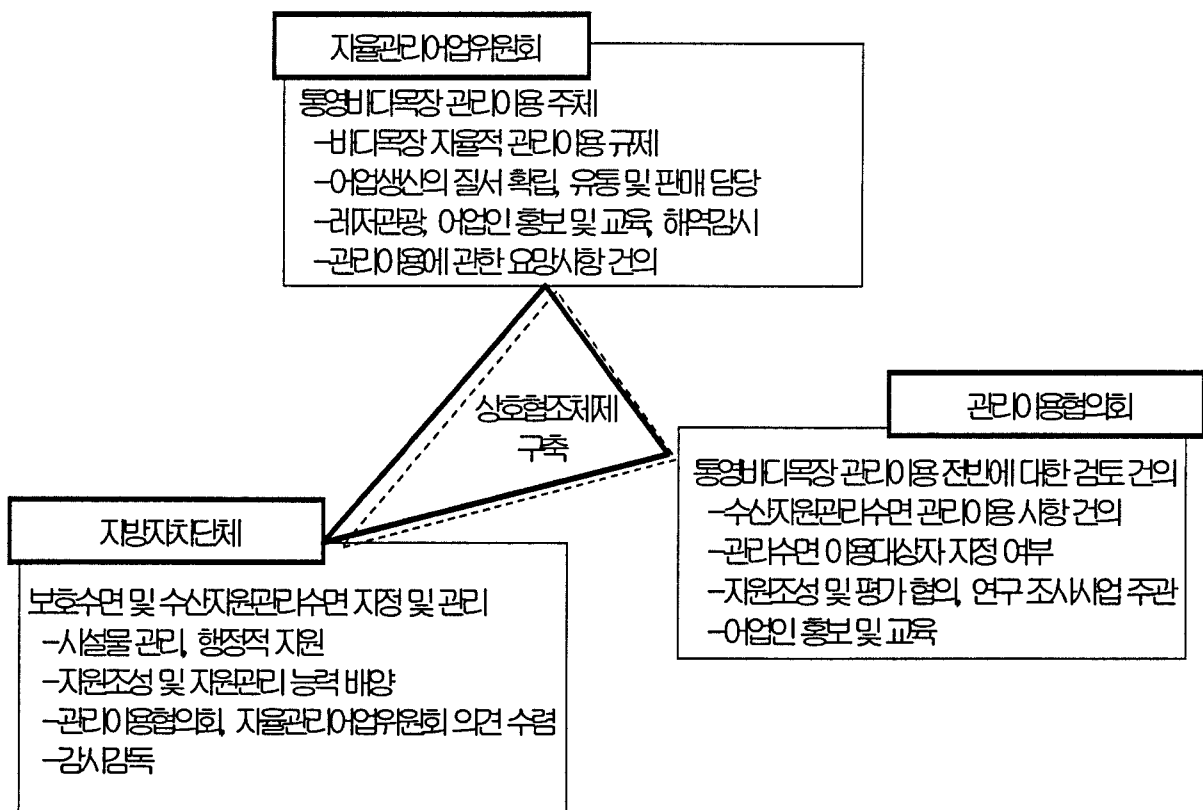 자율관리어업위원회
통영바다목장 관리이용 주체
-바다목장 자율적 관리이용 규제
-어업생산의 질서 확립, 유통 및 판매 담당
-레저관광, 어업인 홍보 및 교육, 해역감시
-관리이용에 관한 요망사항 건의
상호협조체제
구축
관리이용협의회
통영바다목장 관리이용 전반에 대한 검토 건의
-수산자원관리수면 관리이용 사항 건의
-관리수면 이용대상자 지정 여부
-자원조성 및 평가 협의, 연구 조사사업 주관
-어업인 홍보 및 교육
지방자치단체
보호수면 및 수산자원관리수면 지정 및 관리
-시설물 관리, 행정적 지원
-자원조성 및 자원관리 능력 배양
-관리이용협의회, 자율관리어업위원회 의견 수렴
-감시감독